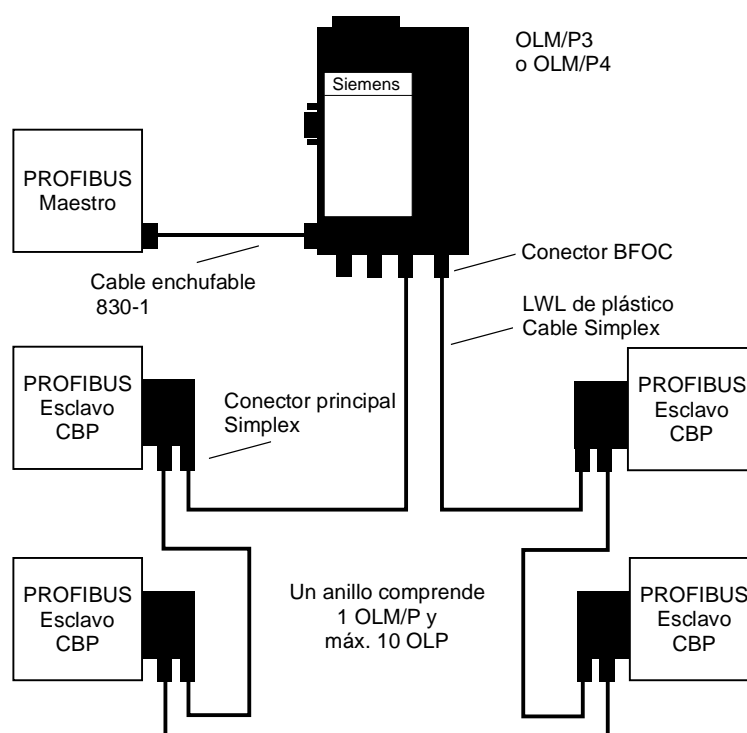 OLM/P3
o OLM/P4
Siemens
PROFIBUS
Maestro
Cable enchufable
830-1
Conector BFOC
LWL de plástico
Cable Simplex
PROFIBUS
Esclavo
CBP
Conector principal
Simplex
PROFIBUS
Esclavo
CBP
PROFIBUS
Esclavo
CBP
Un anillo comprende
1 OLM/P y
máx. 10 OLP
PROFIBUS
Esclavo
CBP